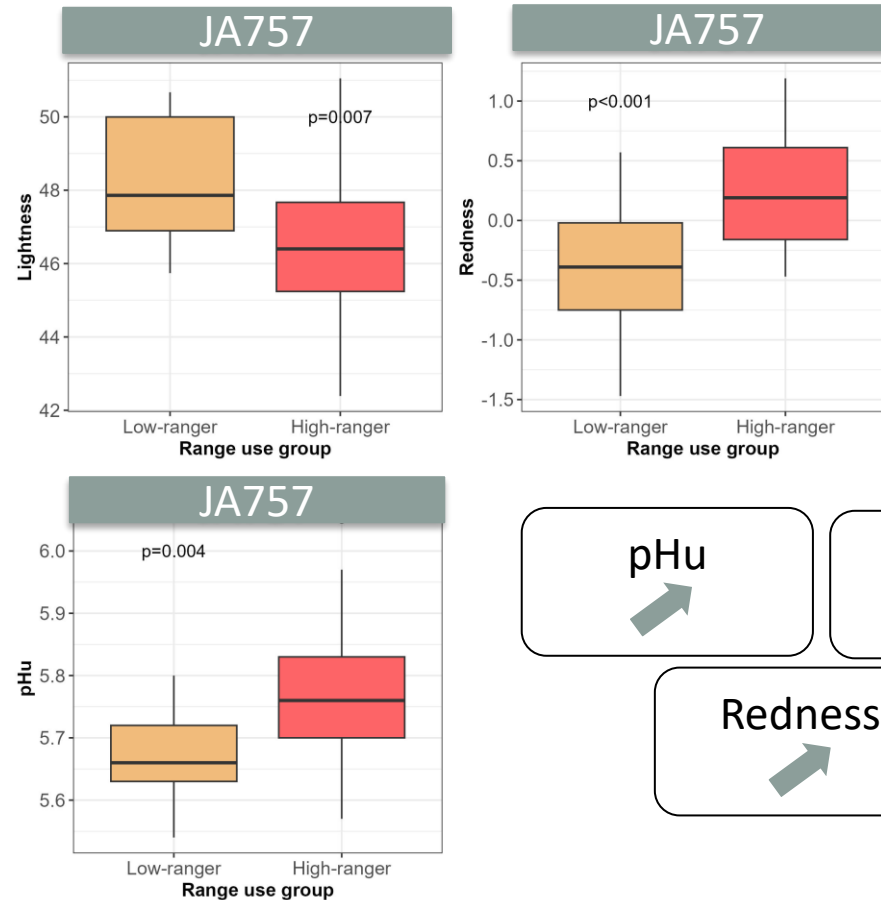 JA757
p=0.007
50
48
46
44
42
Lightness
Low-ranger High-ranger
Range use group
JA757
p<0.001
1.0
0.5
0.0
-0.5
-1.0
-1.5
Redness
Low-ranger High-ranger
Range use group
JA757
p=0.004
6.0
5.9
5.8
5.7
5.6
pHu
Low-ranger High-ranger
Range use group
pHu
Redness